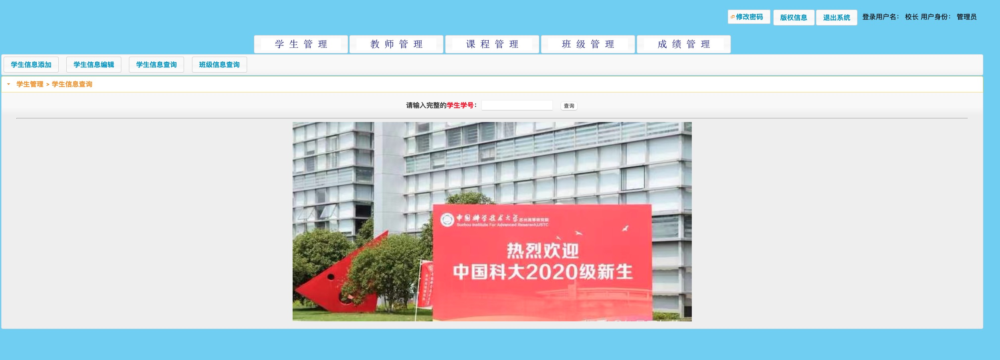 修改密码 版权信息 退出系统 登录用户名： 校长 用户身份： 管理员
学生管理 教师管理 课程管理 班级管理 成绩管理
学生信息添加 学生信息编辑 学生信息查询 班级信息查询
学生管理 > 学生信息查询
请输入完整的学生学号： 查询
中国科学技术大学 苏州高等研究院
Suzhou Institute For Advanced Research,USTC
热烈欢迎
中国科大2020级新生